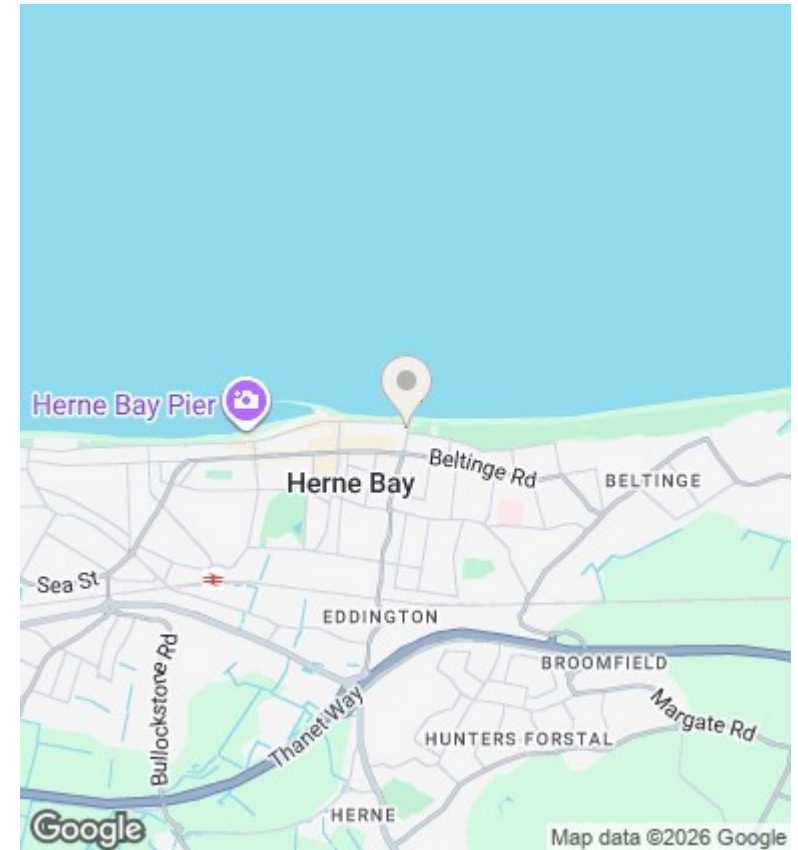 Herne Bay Pier
Beltinge Rd
Herne Bay
BELTINGE
Sea St
EDDINGTON
BROOMFIELD
Bullockstone Rd
Thanet Way
Margate Rd
HUNTERS FORSTAL
HERNE
Google
Map data ©2026 Google